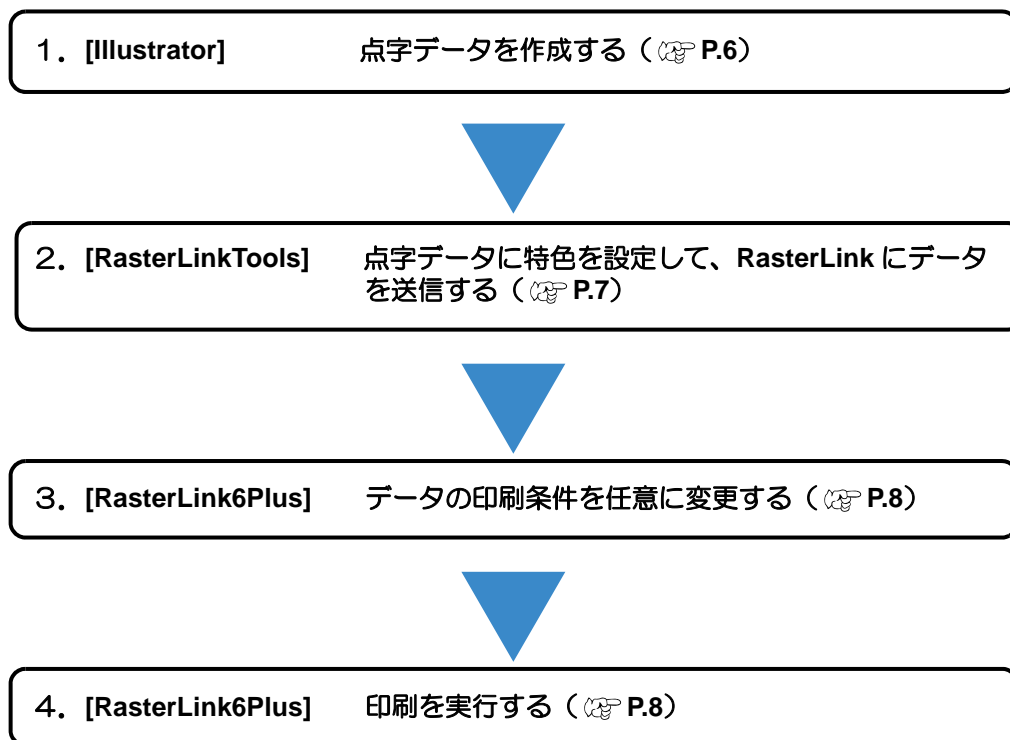 １．[Illustrator] 点字データを作成する（☞ P.6）
２．[RasterLinkTools] 点字データに特色を設定して、RasterLink にデータ
を送信する（☞ P.7）
３．[RasterLink6Plus] データの印刷条件を任意に変更する（☞ P.8）
４．[RasterLink6Plus] 印刷を実行する（☞ P.8）